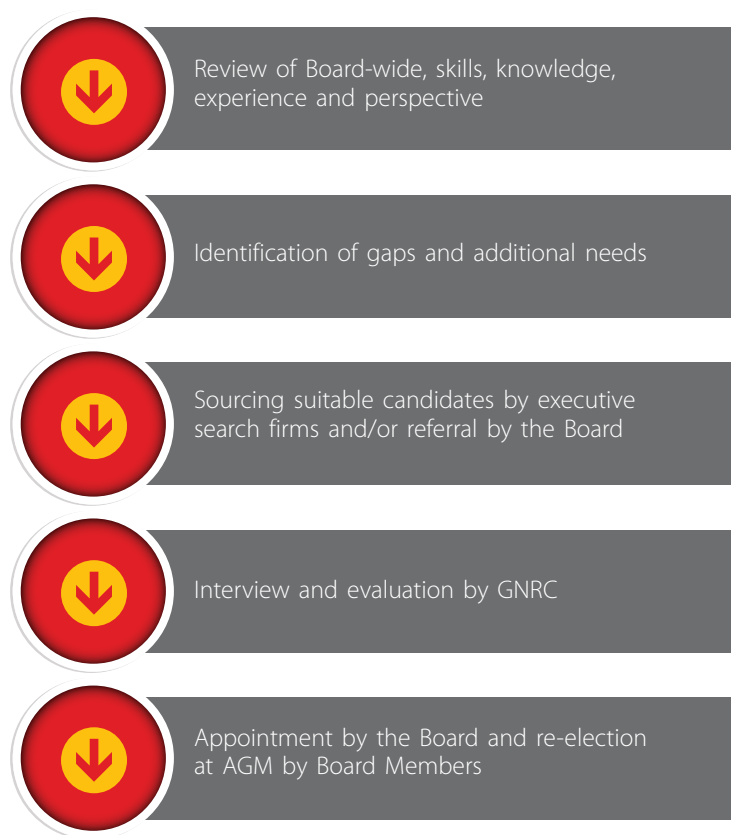 Review of Board-wide, skills, knowledge,
experience and perspective
Identification of gaps and additional needs
Sourcing suitable candidates by executive
search firms and/or referral by the Board
Interview and evaluation by GNRC
Appointment by the Board and re-election
at AGM by Board Members